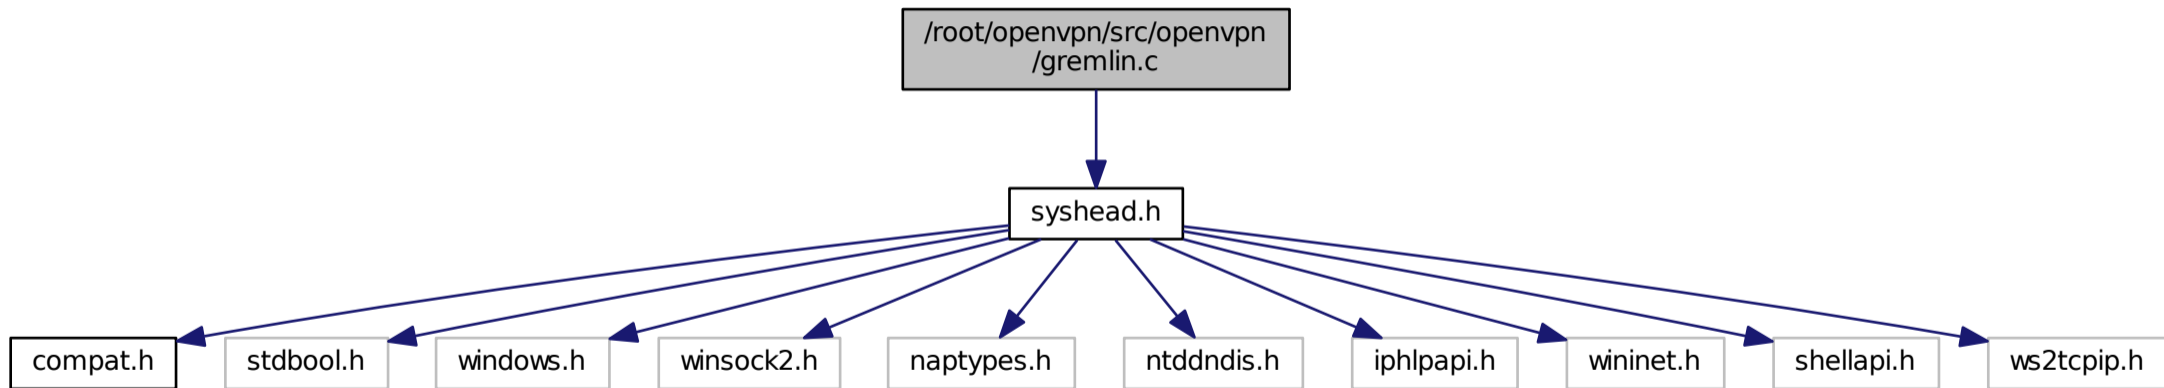 /root/openvpn/src/openvpn
/gremlin.c
syshead.h
compat.h
stdbool.h
windows.h
winsock2.h
naptypes.h
ntddndis.h
iphlpapi.h
wininet.h
shellapi.h
ws2tcpip.h